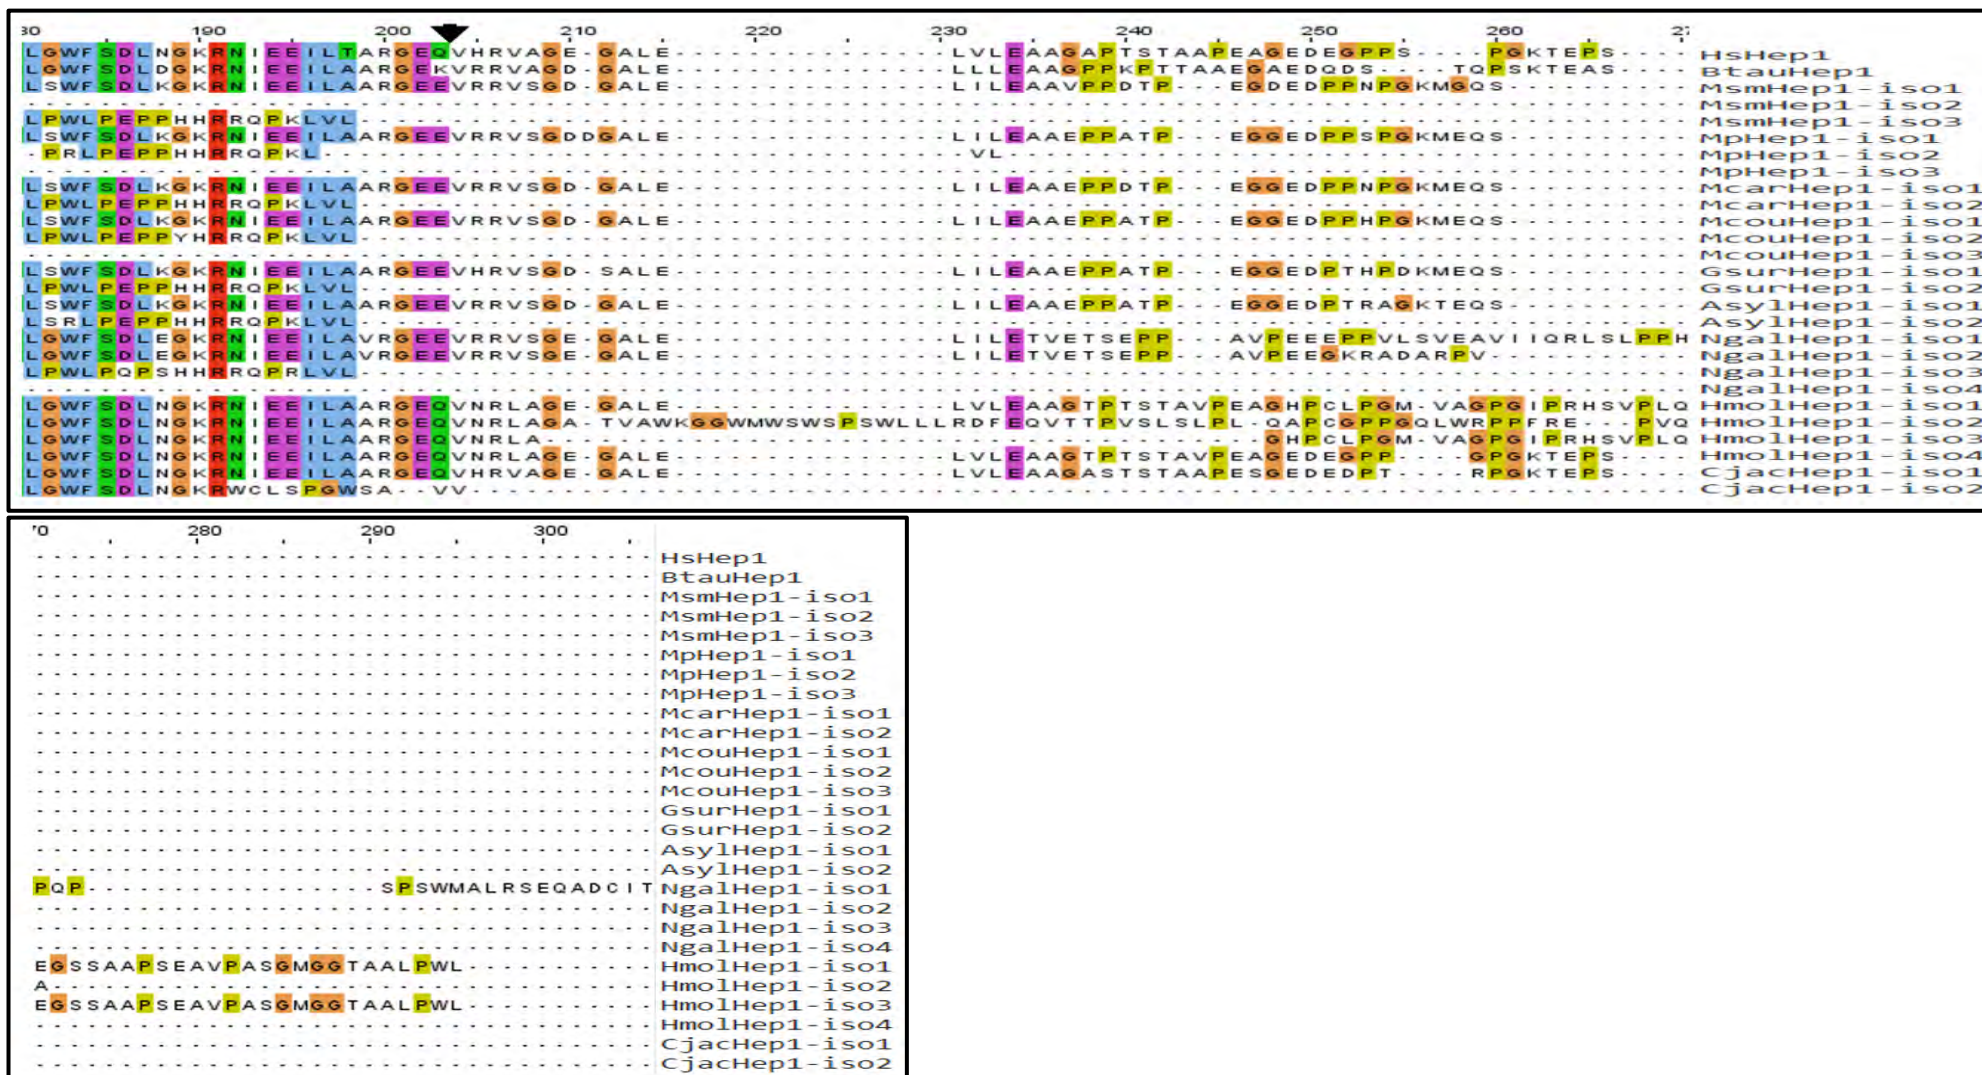 30 190 200 210 220 230 240 250 260 27
LGWFSDLNGKRNIEEILTARGEQVHRVAGE-GALE---------------LVLEAAGAPTSTAAPEAGEDEGPPS----PGKTEPS---- HsHep1
LGWFSDLDGKRNIEEILAARGEKVRRVAGD-GALE---------------LLLEAAGPPKPTTAAEGAEDQDS----TQPSKTEAS---- BtauHep1
LSWFSDLKGKRNIEEILAARGEEVRRVSGD-GALE---------------LILEAAVPPDTP---EGDEDPPNPGKMGQS---------- MsmHep1-iso1
------------------------------------------------------------------------------------------ MsmHep1-iso2
LPWLPEPPHHRRQPKLVL------------------------------------------------------------------------ MsmHep1-iso3
LSWFSDLKGKRNIEEILAARGEEVRRVSGDDGALE---------------LILEAAEPPATP---EGGEDPPSPGKMEQS---------- MpHep1-iso1
-PRLPEPPHHRRQPKL-----------------------------------VL------------------------------------- MpHep1-iso2
------------------------------------------------------------------------------------------ MpHep1-iso3
LSWFSDLKGKRNIEEILAARGEEVRRVSGD-GALE---------------LILEAAEPPDTP---EGGEDPPNPGKMEQS---------- McarHep1-iso1
LPWLPEPPHHRRQPKLVL------------------------------------------------------------------------ McarHep1-iso2
LSWFSDLKGKRNIEEILAARGEEVRRVSGD-GALE---------------LILEAAEPPATP---EGGEDPPHPGKMEQS---------- McouHep1-iso1
LPWLPEPPYHRRQPKLVL------------------------------------------------------------------------ McouHep1-iso2
------------------------------------------------------------------------------------------ McouHep1-iso3
LSWFSDLKGKRNIEEILAARGEEVHRVSGD-SALE---------------LILEAAEPPATP---EGGEDPTHPDKMEQS---------- GsurHep1-iso1
LPWLPEPPHHRRQPKLVL------------------------------------------------------------------------ GsurHep1-iso2
LSWFSDLKGKRNIEEILAARGEEVRRVSGD-GALE---------------LILEAAEPPATP---EGGEDPTRAGKTEQS---------- AsylHep1-iso1
LSRLPEPPHHRRQPKLVL------------------------------------------------------------------------ AsylHep1-iso2
LGWFSDLEGKRNIEEILAVRGEEVRRVSGE-GALE---------------LILETVETSEPP---AVPEEEPPVLSVEAVIIQRLSLPPH NgalHep1-iso1
LGWFSDLEGKRNIEEILAVRGEEVRRVSGE-GALE---------------LILETVETSEPP---AVPEEGKRADARPV----------- NgalHep1-iso2
LPWLPQPSHHRRQPRLVL------------------------------------------------------------------------ NgalHep1-iso3
------------------------------------------------------------------------------------------ NgalHep1-iso4
LGWFSDLNGKRNIEEILAARGEQVNRLAGE-GALE---------------LVLEAAGTPTSTAVPEAGHPCLPGM-VAGPGIPRHSVPLQ HmolHep1-iso1
LGWFSDLNGKRNIEEILAARGEQVNRLAGA-TVAWKGGWMWSWSPSWLLLRDFEQVTTPVSLSLPL-QAPCGPPGQLWRPPFRE---PVQ HmolHep1-iso2
LGWFSDLNGKRNIEEILAARGEQVNRLA---------------------------------------GHPCLPGM-VAGPGIPRHSVPLQ HmolHep1-iso3
LGWFSDLNGKRNIEEILAARGEQVNRLAGE-GALE---------------LVLEAAGTPTSTAVPEAGEDEGPP----GPGKTEPS---- HmolHep1-iso4
LGWFSDLNGKRNIEEILAARGEQVHRVAGE-GALE---------------LVLEAAGASTSTAAPESGEDEDPT----RPGKTEPS---- CjacHep1-iso1
LGWFSDLNGKRWCLSPGWSA--VV------------------------------------------------------------------ CjacHep1-iso2
70 280 290 300
------------------------------------ HsHep1
------------------------------------ BtauHep1
------------------------------------ MsmHep1-iso1
------------------------------------ MsmHep1-iso2
------------------------------------ MsmHep1-iso3
------------------------------------ MpHep1-iso1
------------------------------------ MpHep1-iso2
------------------------------------ MpHep1-iso3
------------------------------------ McarHep1-iso1
------------------------------------ McarHep1-iso2
------------------------------------ McouHep1-iso1
------------------------------------ McouHep1-iso2
------------------------------------ McouHep1-iso3
------------------------------------ GsurHep1-iso1
------------------------------------ GsurHep1-iso2
------------------------------------ AsylHep1-iso1
------------------------------------ AsylHep1-iso2
PQP-----------------SPSWMALRSEQADCIT NgalHep1-iso1
------------------------------------ NgalHep1-iso2
------------------------------------ NgalHep1-iso3
------------------------------------ NgalHep1-iso4
EGSSAAPSEAVPASGMGGTAALPWL----------- HmolHep1-iso1
A----------------------------------- HmolHep1-iso2
EGSSAAPSEAVPASGMGGTAALPWL----------- HmolHep1-iso3
------------------------------------ HmolHep1-iso4
------------------------------------ CjacHep1-iso1
------------------------------------ CjacHep1-iso2